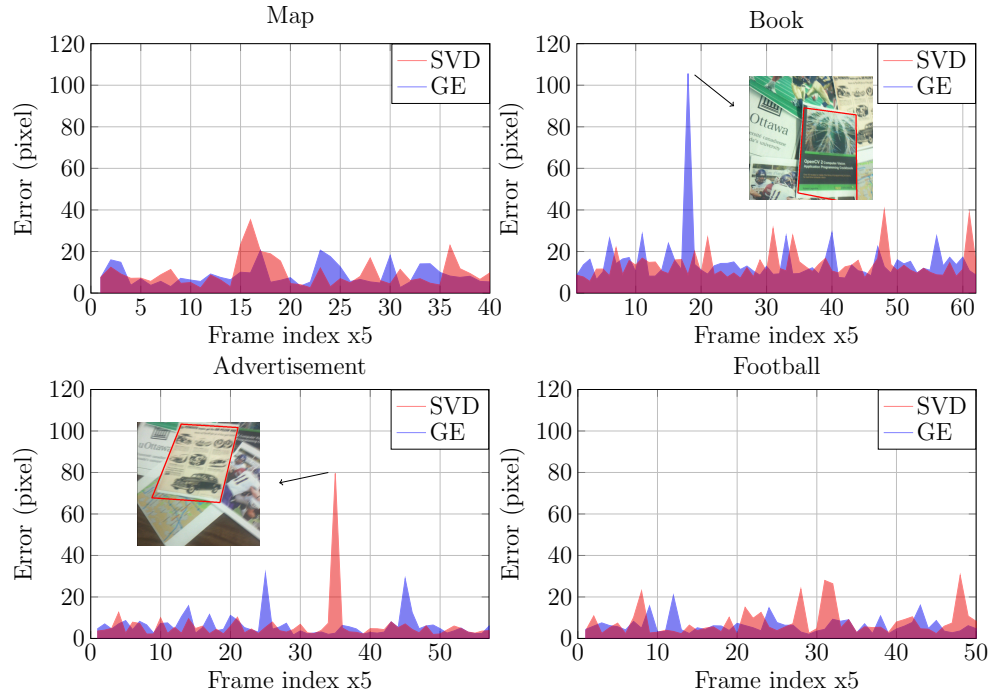 Map
120
100
80
60
40
20
0
Error (pixel)
SVD
GE
0 5 10 15 20 25 30 35 40
Frame index x5
Book
120
100
80
60
40
20
0
Error (pixel)
SVD
GE
Ottawa
OpenCV 2 Computer Vision
Application Programming Cookbook
10 20 30 40 50 60
Frame index x5
Advertisement
120
100
80
60
40
20
0
Error (pixel)
SVD
GE
uOttawa
0 10 20 30 40 50
Frame index x5
Football
120
100
80
60
40
20
0
Error (pixel)
SVD
GE
0 10 20 30 40 50
Frame index x5